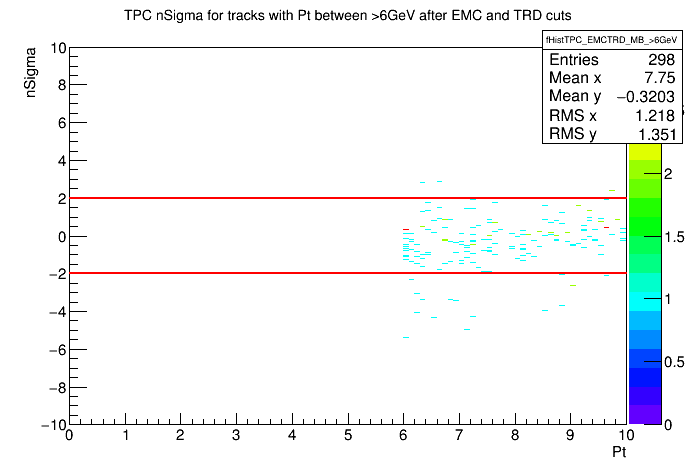 TPC nSigma for tracks with Pt between >6GeV after EMC and TRD cuts
fHistTPC_EMCTRD_MB_>6GeV
Entries 298
Mean x 7.75
Mean y −0.3203
RMS x 1.218
RMS y 1.351
nSigma
10
8
6
4
2
0
−2
−4
−6
−8
−10
0 1 2 3 4 5 6 7 8 9 10
Pt
2
1.5
1
0.5
0